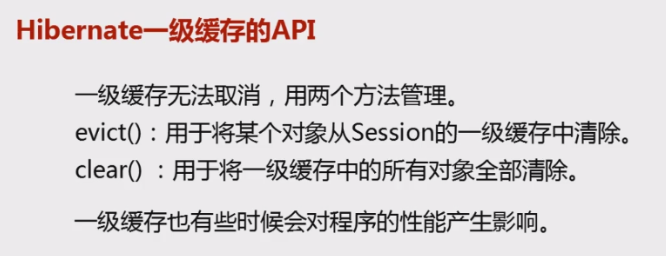 Hibernate一级缓存的API
一级缓存无法取消，用两个方法管理。
evict()：用于将某个对象从Session的一级缓存中清除。
clear() ：用于将一级缓存中的所有对象全部清除。
一级缓存也有些时候会对程序的性能产生影响。